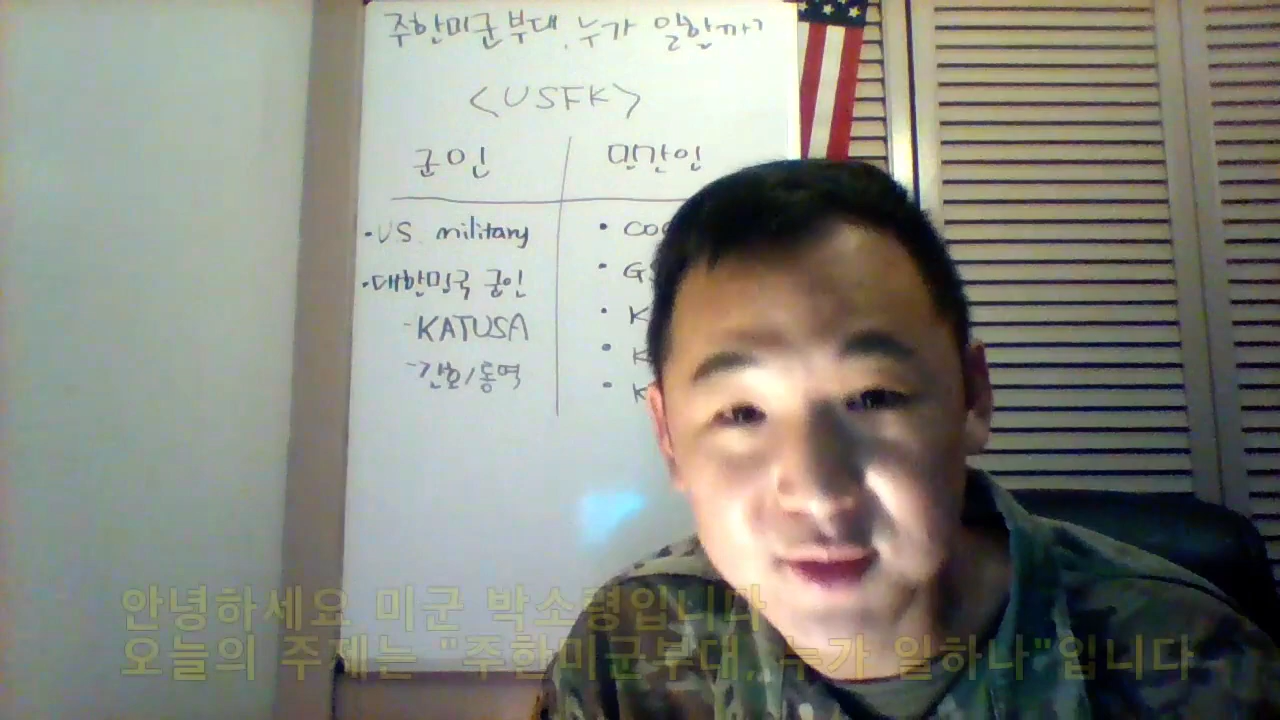 주한미군부대, 누가 일할까?
<USFK>
군인 민간인
• US military
• 대한민국 군인
- KATUSA
- 간호/통역
안녕하세요 미군 박소령입니다
오늘의 주제는 "주한미군부대, 누가 일하나"입니다